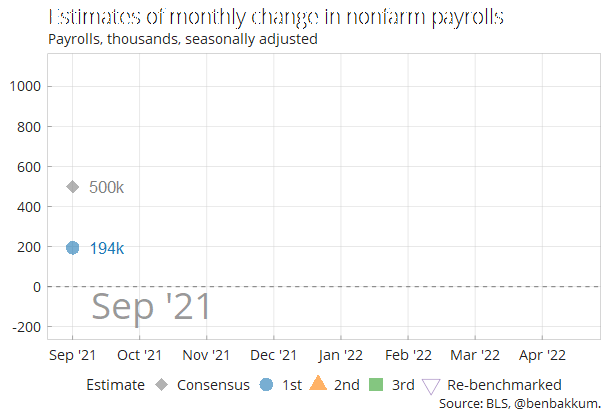 Estimates of monthly change in nonfarm payrolls
Payrolls, thousands, seasonally adjusted
1000
800
600
400
200
0
-200
500k
194k
Sep '21
Sep '21 Oct '21 Nov '21 Dec '21 Jan '22 Feb '22 Mar '22 Apr '22
Estimate Consensus 1st 2nd 3rd Re-benchmarked
Source: BLS, @benbakkum.